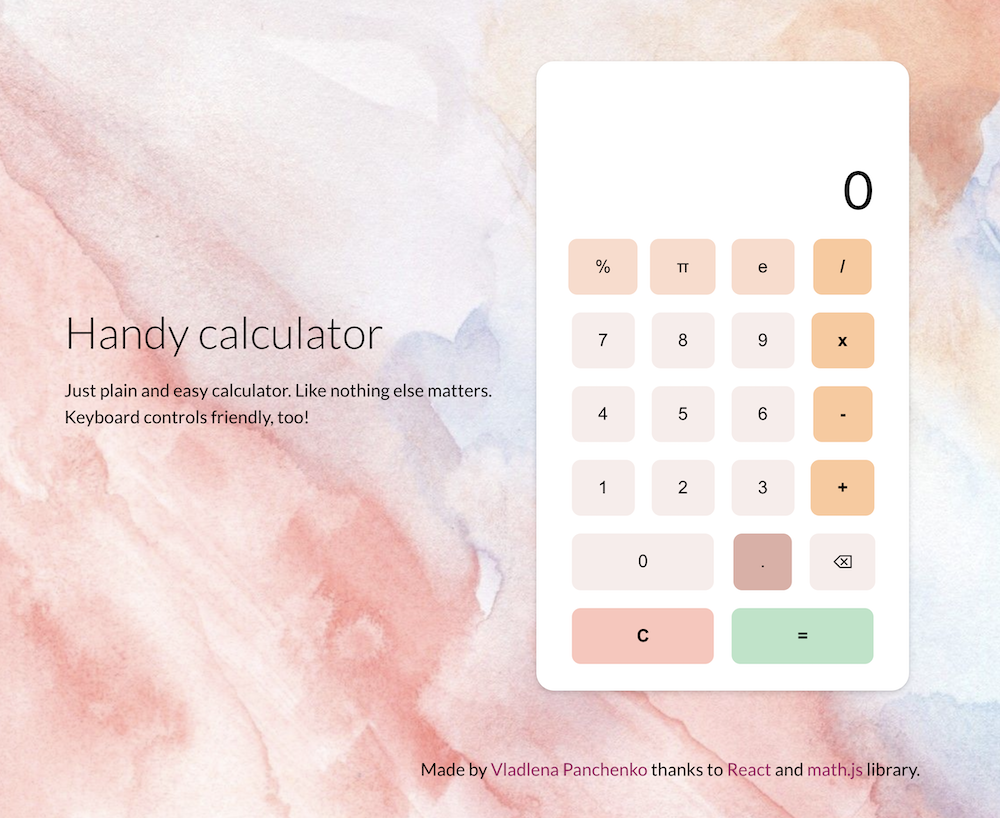 Handy calculator
Just plain and easy calculator. Like nothing else matters.
Keyboard controls friendly, too!
0
% π e /
7 8 9 x
4 5 6 -
1 2 3 +
0 . ⌫
C =
Made by Vladlena Panchenko thanks to React and math.js library.